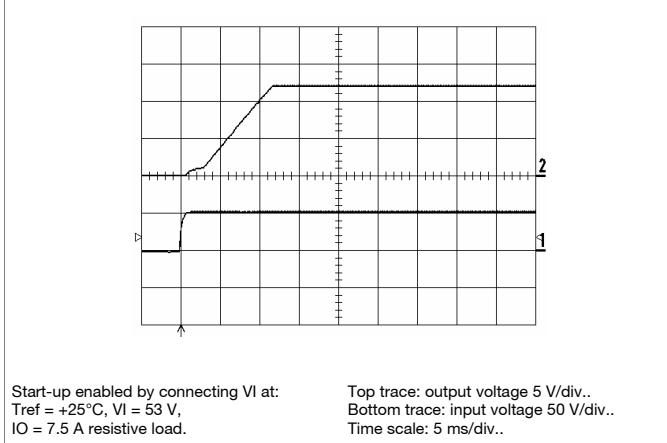 2
1
Start-up enabled by connecting VI at:
Tref = +25°C, VI = 53 V,
IO = 7.5 A resistive load.
Top trace: output voltage 5 V/div..
Bottom trace: input voltage 50 V/div..
Time scale: 5 ms/div..